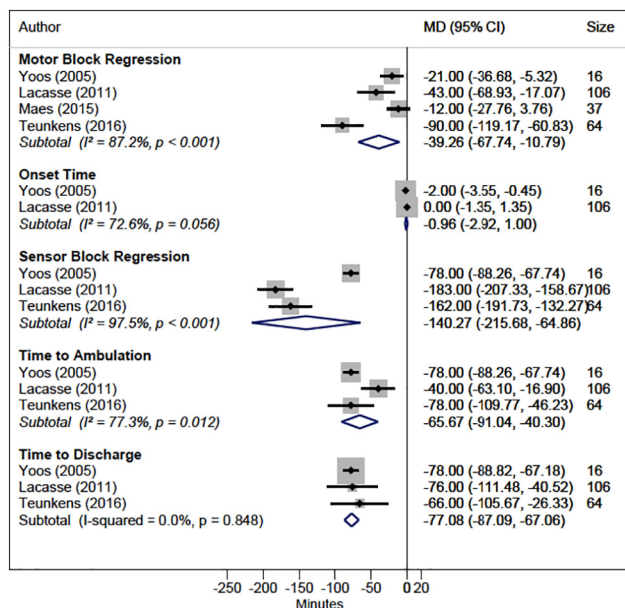 Author MD (95% CI) Size
Motor Block Regression
Yoos (2005) -21.00 (-36.68, -5.32) 16
Lacasse (2011) -43.00 (-68.93, -17.07) 106
Maes (2015) -12.00 (-27.76, 3.76) 37
Teunkens (2016) -90.00 (-119.17, -60.83) 64
Subtotal (I² = 87.2%, p < 0.001) -39.26 (-67.74, -10.79)
Onset Time
Yoos (2005) -2.00 (-3.55, -0.45) 16
Lacasse (2011) 0.00 (-1.35, 1.35) 106
Subtotal (I² = 72.6%, p = 0.056) -0.96 (-2.92, 1.00)
Sensor Block Regression
Yoos (2005) -78.00 (-88.26, -67.74) 16
Lacasse (2011) -183.00 (-207.33, -158.67) 106
Teunkens (2016) -162.00 (-191.73, -132.27) 64
Subtotal (I² = 97.5%, p < 0.001) -140.27 (-215.68, -64.86)
Time to Ambulation
Yoos (2005) -78.00 (-88.26, -67.74) 16
Lacasse (2011) -40.00 (-63.10, -16.90) 106
Teunkens (2016) -78.00 (-109.77, -46.23) 64
Subtotal (I² = 77.3%, p = 0.012) -65.67 (-91.04, -40.30)
Time to Discharge
Yoos (2005) -78.00 (-88.82, -67.18) 16
Lacasse (2011) -76.00 (-111.48, -40.52) 106
Teunkens (2016) -66.00 (-105.67, -26.33) 64
Subtotal (I-squared = 0.0%, p = 0.848) -77.08 (-87.09, -67.06)
-250 -200 -150 -100 -50 0 20
Minutes